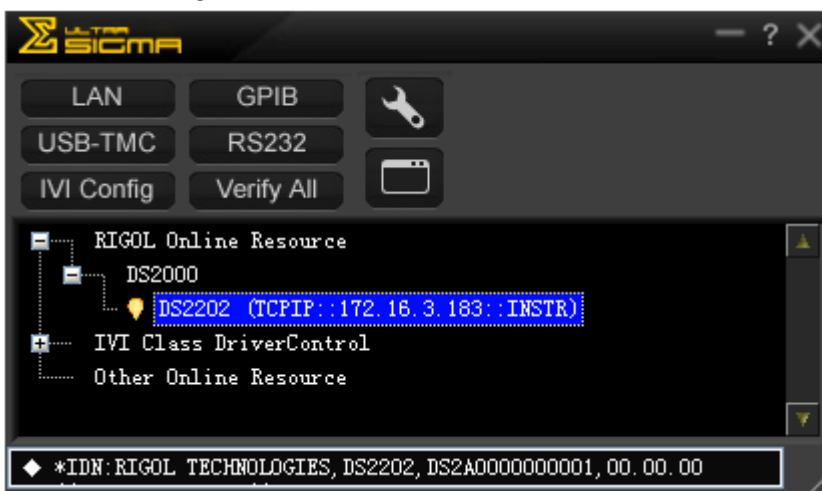 ULTRA
SIGMA
?
LAN GPIB
USB-TMC RS232
IVI Config Verify All
RIGOL Online Resource
DS2000
DS2202 (TCPIP::172.16.3.183::INSTR)
IVI Class DriverControl
Other Online Resource
*IDN:RIGOL TECHNOLOGIES,DS2202,DS2A0000000001,00.00.00